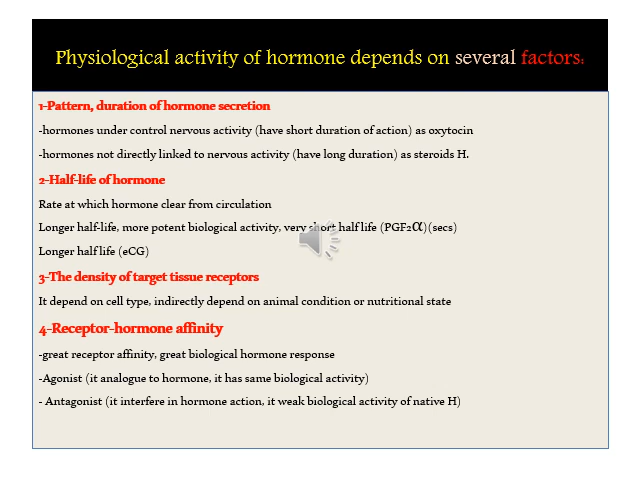 Physiological activity of hormone depends on several factors:
1-Pattern, duration of hormone secretion
-hormones under control nervous activity (have short duration of action) as oxytocin
-hormones not directly linked to nervous activity (have long duration) as steroids H.
2-Half-life of hormone
Rate at which hormone clear from circulation
Longer half-life, more potent biological activity, very short half life (PGF2α)(secs)
Longer half life (eCG)
3-The density of target tissue receptors
It depend on cell type, indirectly depend on animal condition or nutritional state
4-Receptor-hormone affinity
-great receptor affinity, great biological hormone response
-Agonist (it analogue to hormone, it has same biological activity)
- Antagonist (it interfere in hormone action, it weak biological activity of native H)